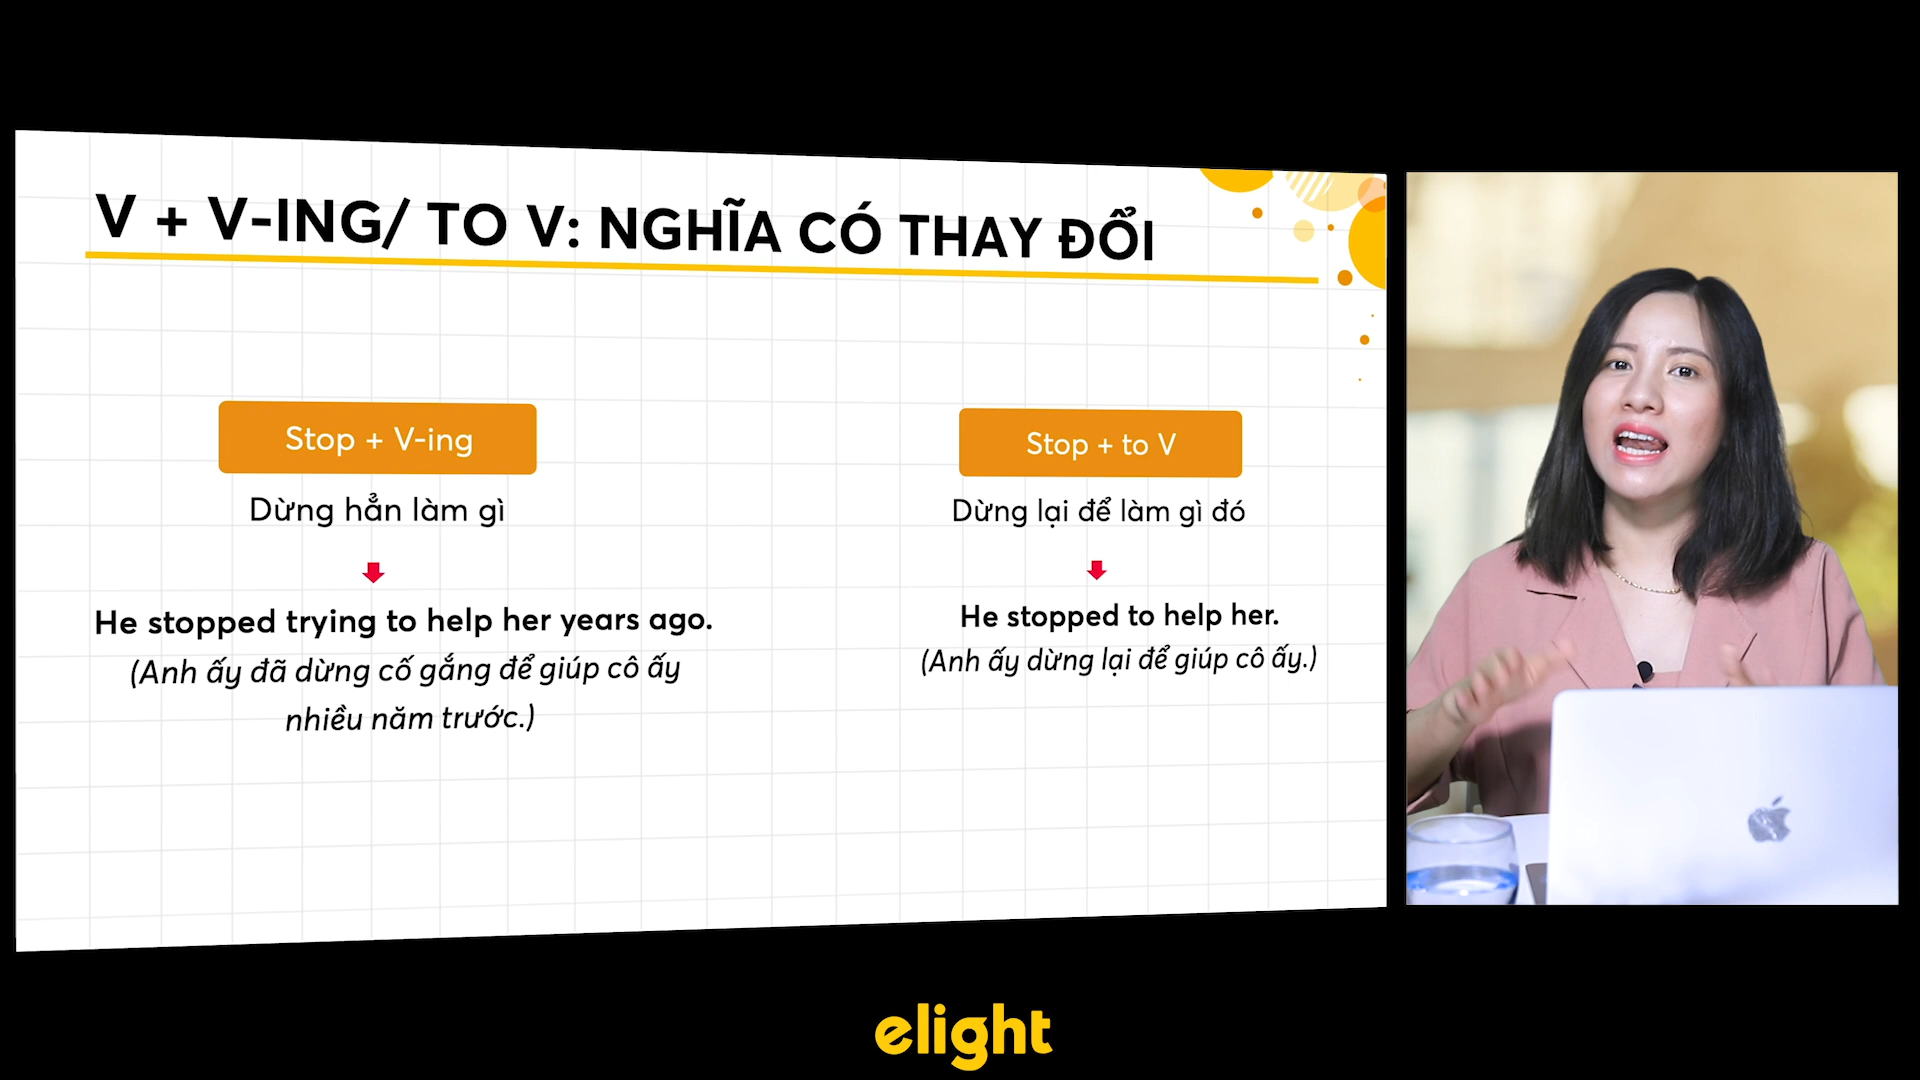 V + V-ING/ TO V: NGHĨA CÓ THAY ĐỔI
Stop + V-ing
Dừng hẳn làm gì
He stopped trying to help her years ago.
(Anh ấy đã dừng cố gắng để giúp cô ấy
nhiều năm trước.)
Stop + to V
Dừng lại để làm gì đó
He stopped to help her.
(Anh ấy dừng lại để giúp cô ấy.)
elight